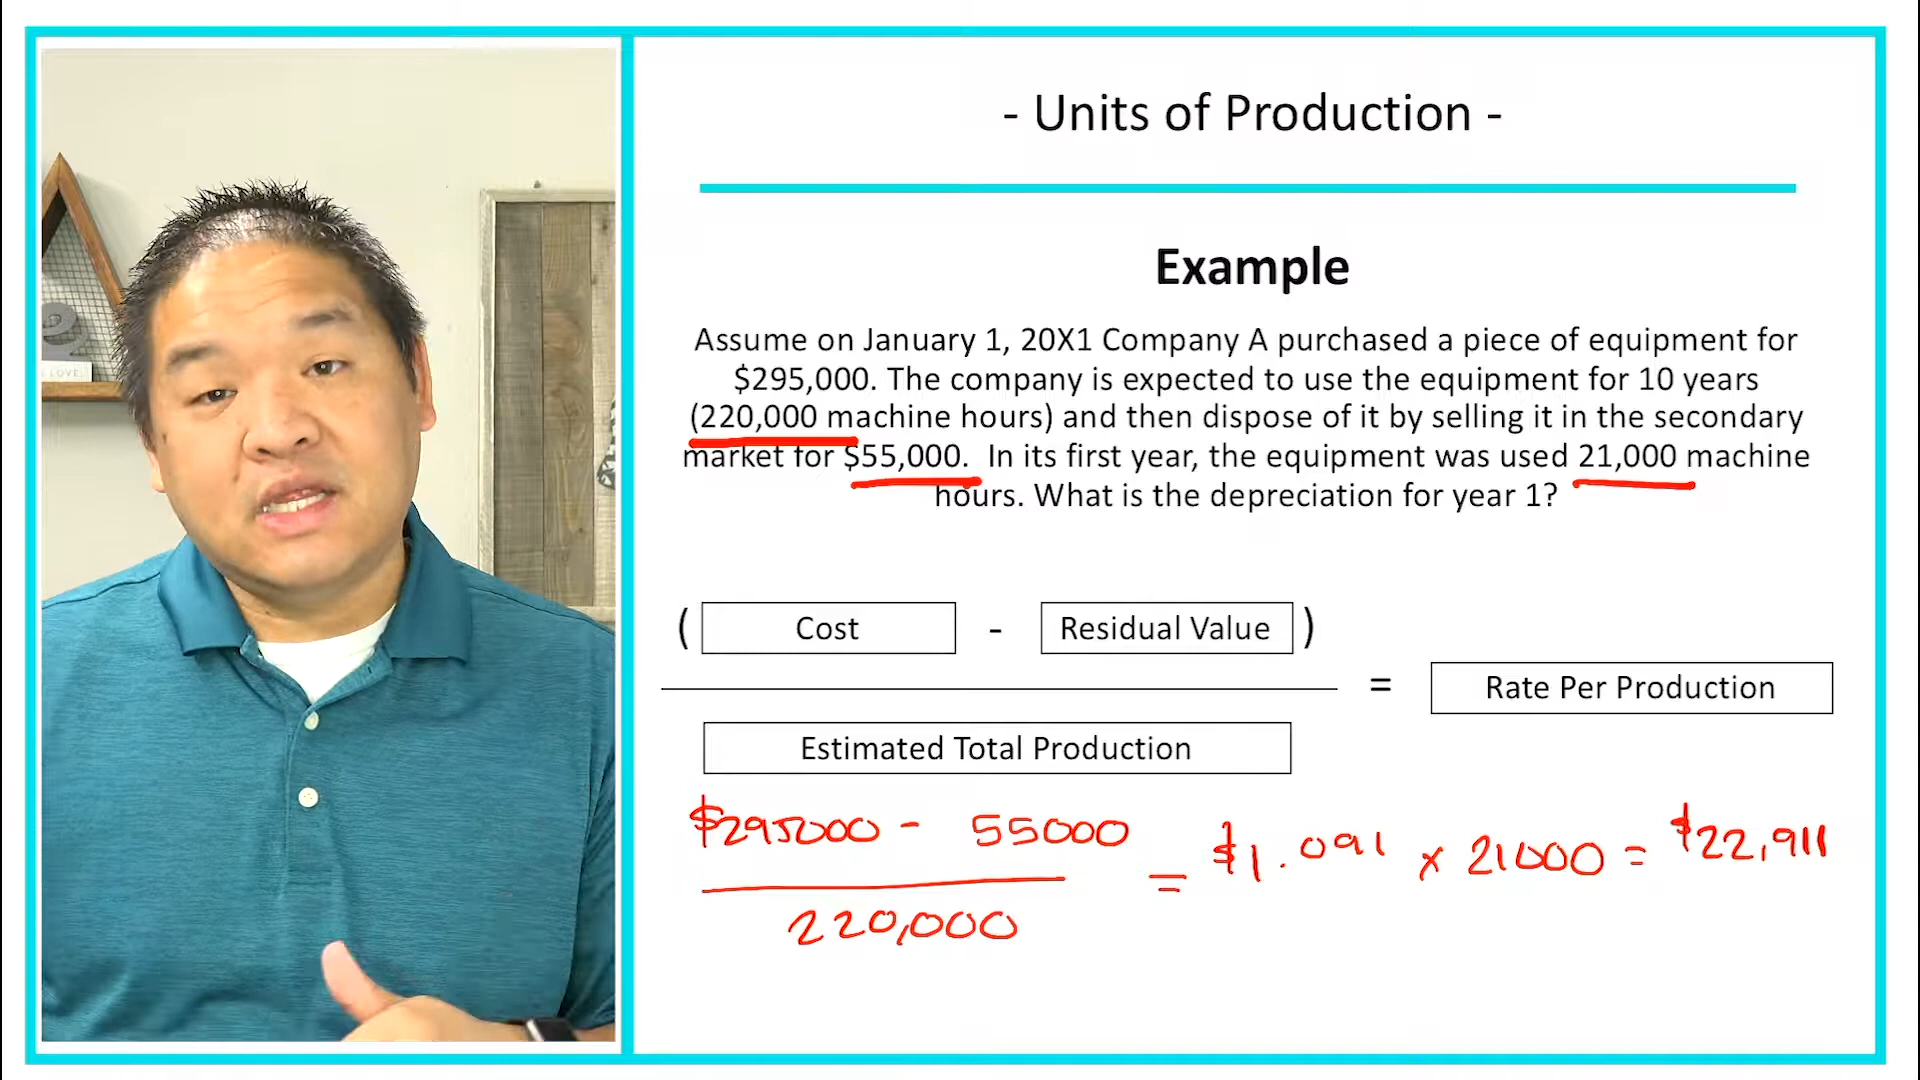 - Units of Production -
Example
Assume on January 1, 20X1 Company A purchased a piece of equipment for
$295,000. The company is expected to use the equipment for 10 years
(220,000 machine hours) and then dispose of it by selling it in the secondary
market for $55,000. In its first year, the equipment was used 21,000 machine
hours. What is the depreciation for year 1?
( Cost - Residual Value )
= Rate Per Production
Estimated Total Production
$295000 - 55000
= $1.091 x 21000 = $22,911
220,000
LOVE.